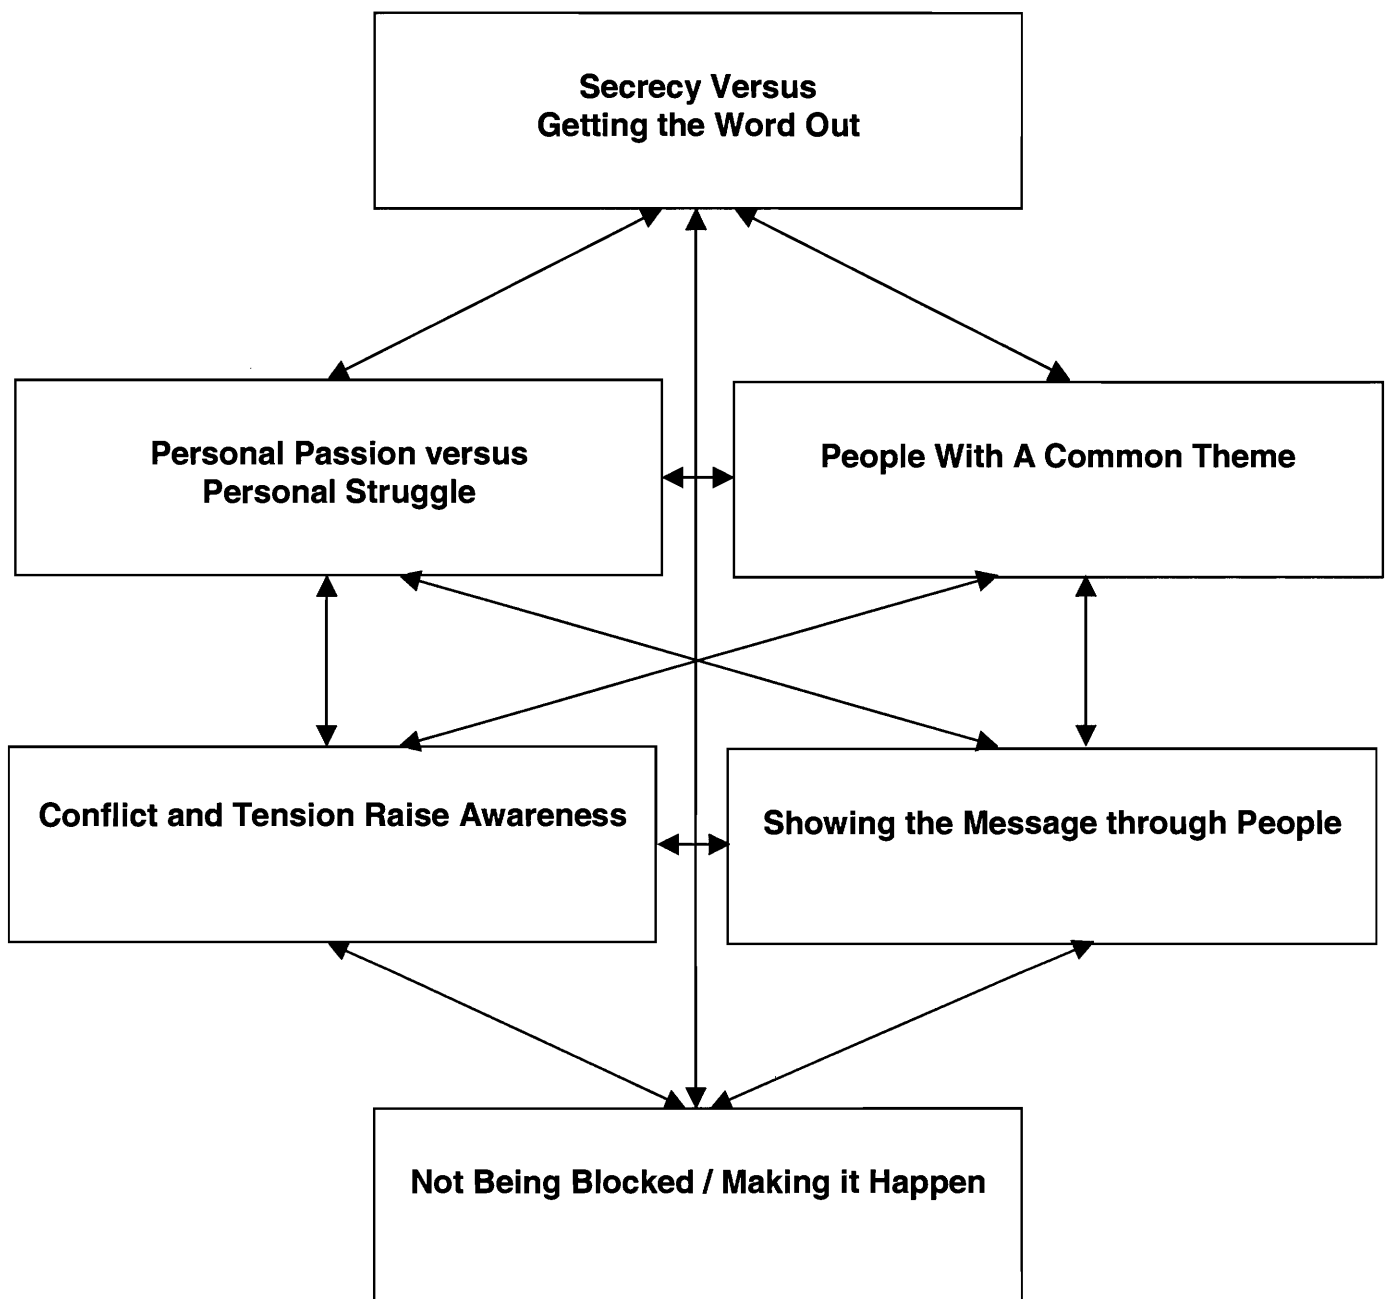 Secrecy Versus
Getting the Word Out
Personal Passion versus
Personal Struggle
People With A Common Theme
Conflict and Tension Raise Awareness
Showing the Message through People
Not Being Blocked / Making it Happen